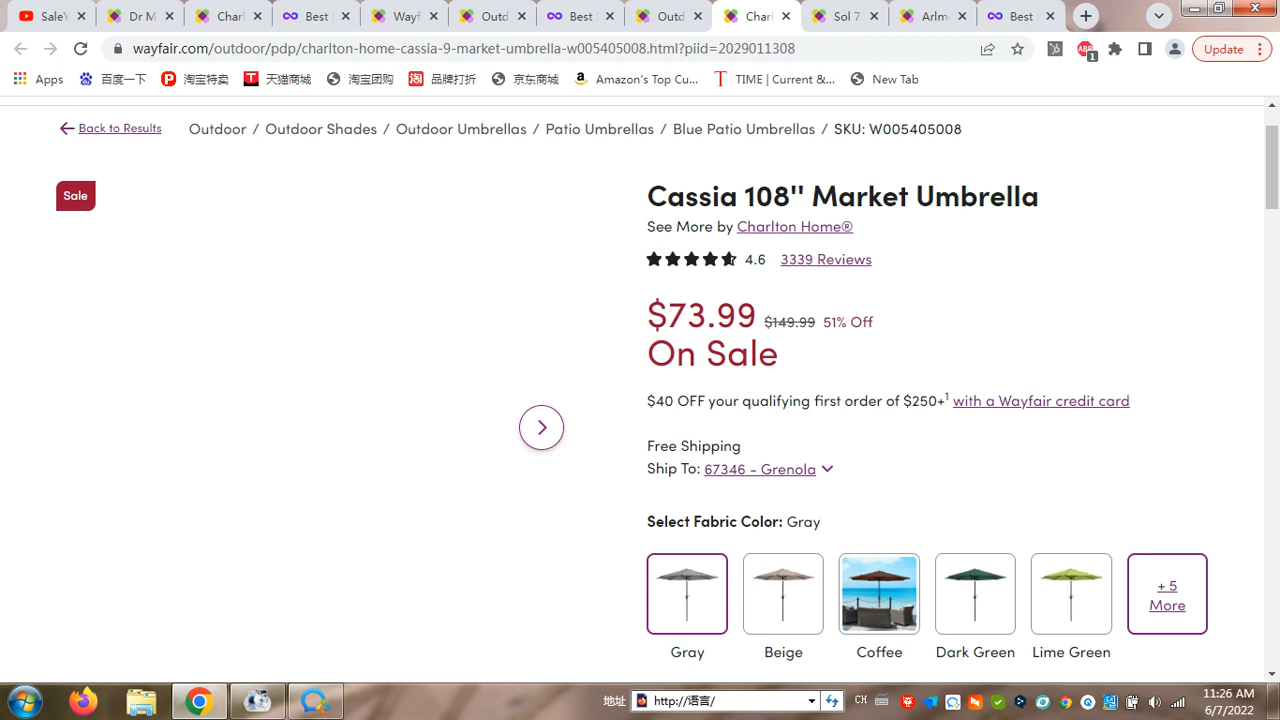 SaleY
Dr M
Charl
Best
Wayf
Outd
Best
Outd
Charl
Sol 7
Arlm
Best
wayfair.com/outdoor/pdp/charlton-home-cassia-9-market-umbrella-w005405008.html?piid=2029011308
ABP
1
Update
Apps
百度一下
淘宝特卖
天猫商城
淘宝团购
品牌打折
京东商城
Amazon's Top Cu...
TIME | Current &...
New Tab
Back to Results
Outdoor / Outdoor Shades / Outdoor Umbrellas / Patio Umbrellas / Blue Patio Umbrellas / SKU: W005405008
Sale
Cassia 108'' Market Umbrella
See More by Charlton Home®
4.6 3339 Reviews
$73.99 $149.99 51% Off
On Sale
$40 OFF your qualifying first order of $250+1 with a Wayfair credit card
Free Shipping
Ship To: 67346 - Grenola
Select Fabric Color: Gray
+ 5
More
Gray Beige Coffee Dark Green Lime Green
地址 http://语言/ CH
11:26 AM
6/7/2022